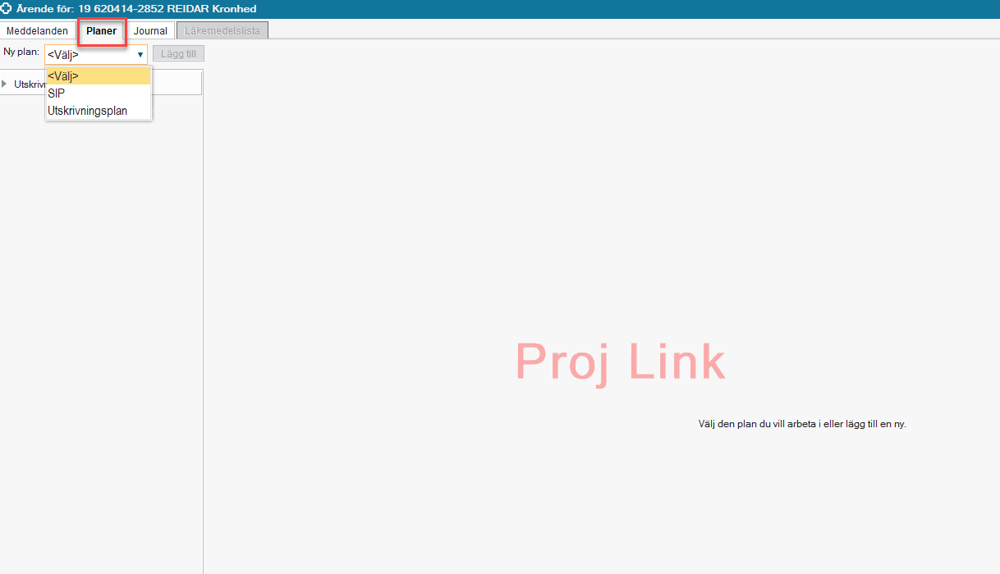 Ärende för: 19 620414-2852 REIDAR Kronhed
Meddelanden Planer Journal Läkemedelslista
Ny plan: <Välj> Lägg till
<Välj>
SIP
Utskrivningsplan
Proj Link
Välj den plan du vill arbeta i eller lägg till en ny.